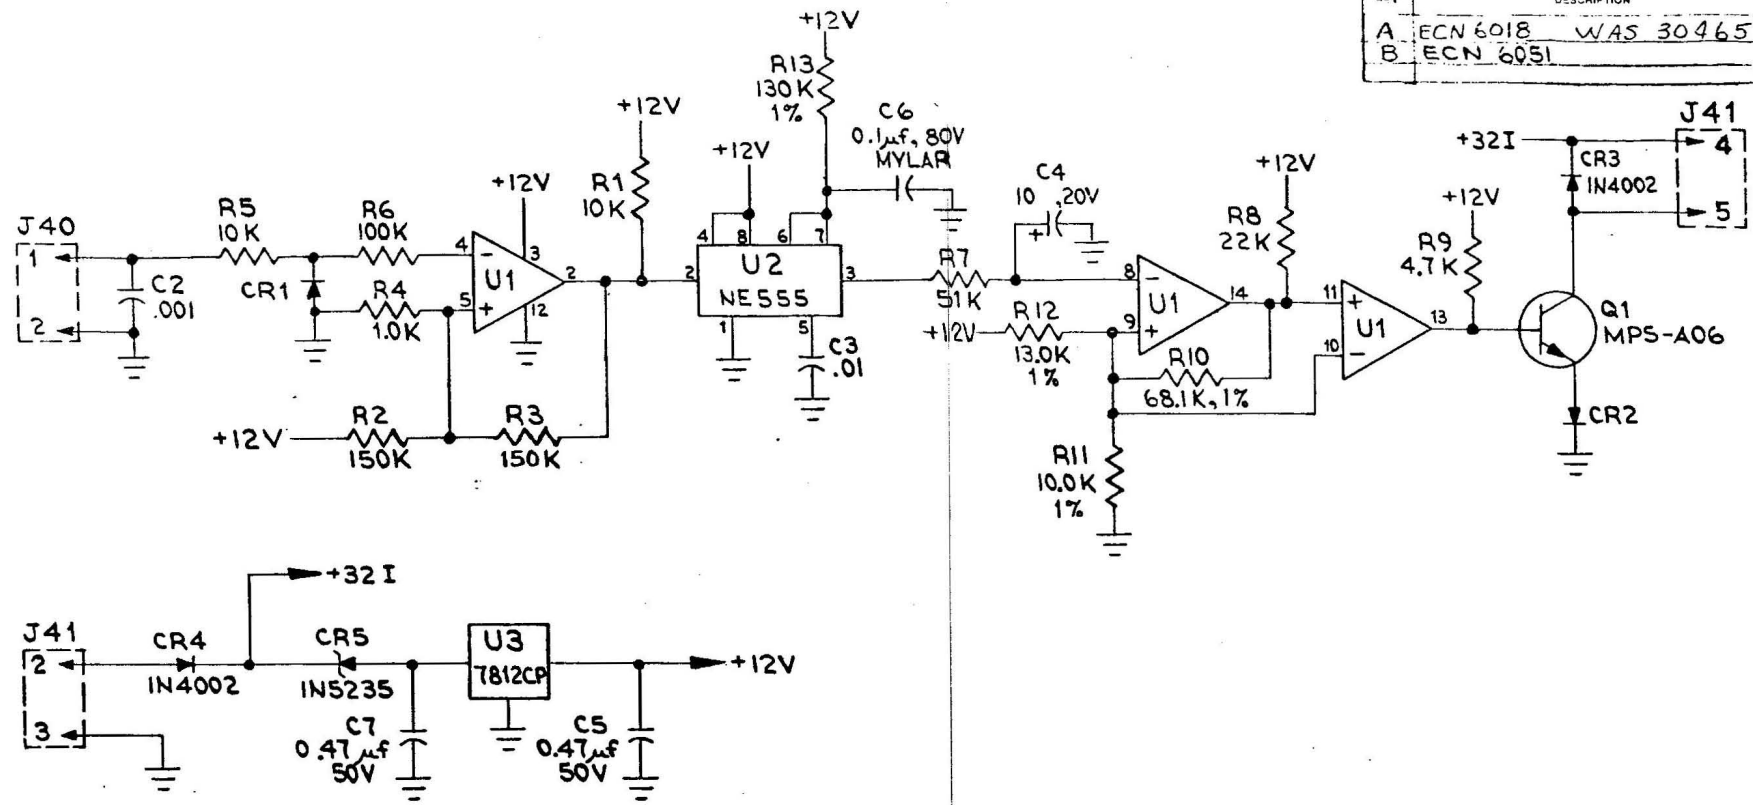 DESCRIPTION
A ECN 6018 WAS 30465
B ECN 6051
+12V
R13
130K
1%
C6
0.1µf, 80V
MYLAR
+12V
R1
10K
+12V
+12V
J40
1
2
C2
.001
R5
10K
R6
100K
CR1
R4
1.0K
4
-
3
U1
2
5
+
12
R2
150K
+12V
R3
150K
4
8
6
7
2
U2
NE555
3
1
5
C3
.01
R7
51K
C4
10 ,20V
+
+12V
R12
13.0K
1%
8
-
U1
14
9
+
R10
68.1K, 1%
R11
10.0K
1%
+12V
R8
22K
11
+
U1
13
10
-
+12V
R9
4.7K
+32I
CR3
1N4002
J41
4
5
Q1
MPS-A06
CR2
+32I
J41
2
3
CR4
1N4002
CR5
1N5235
C7
0.47µf
50V
U3
7812CP
C5
0.47µf
50V
+12V